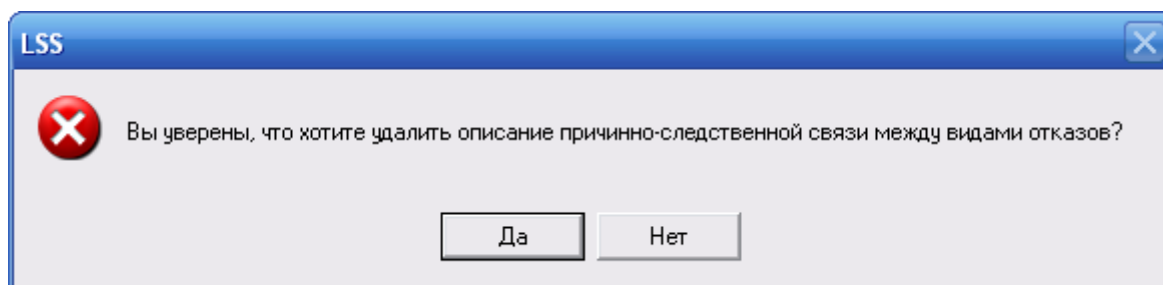 LSS
Вы уверены, что хотите удалить описание причинно-следственной связи между видами отказов?
Да
Нет